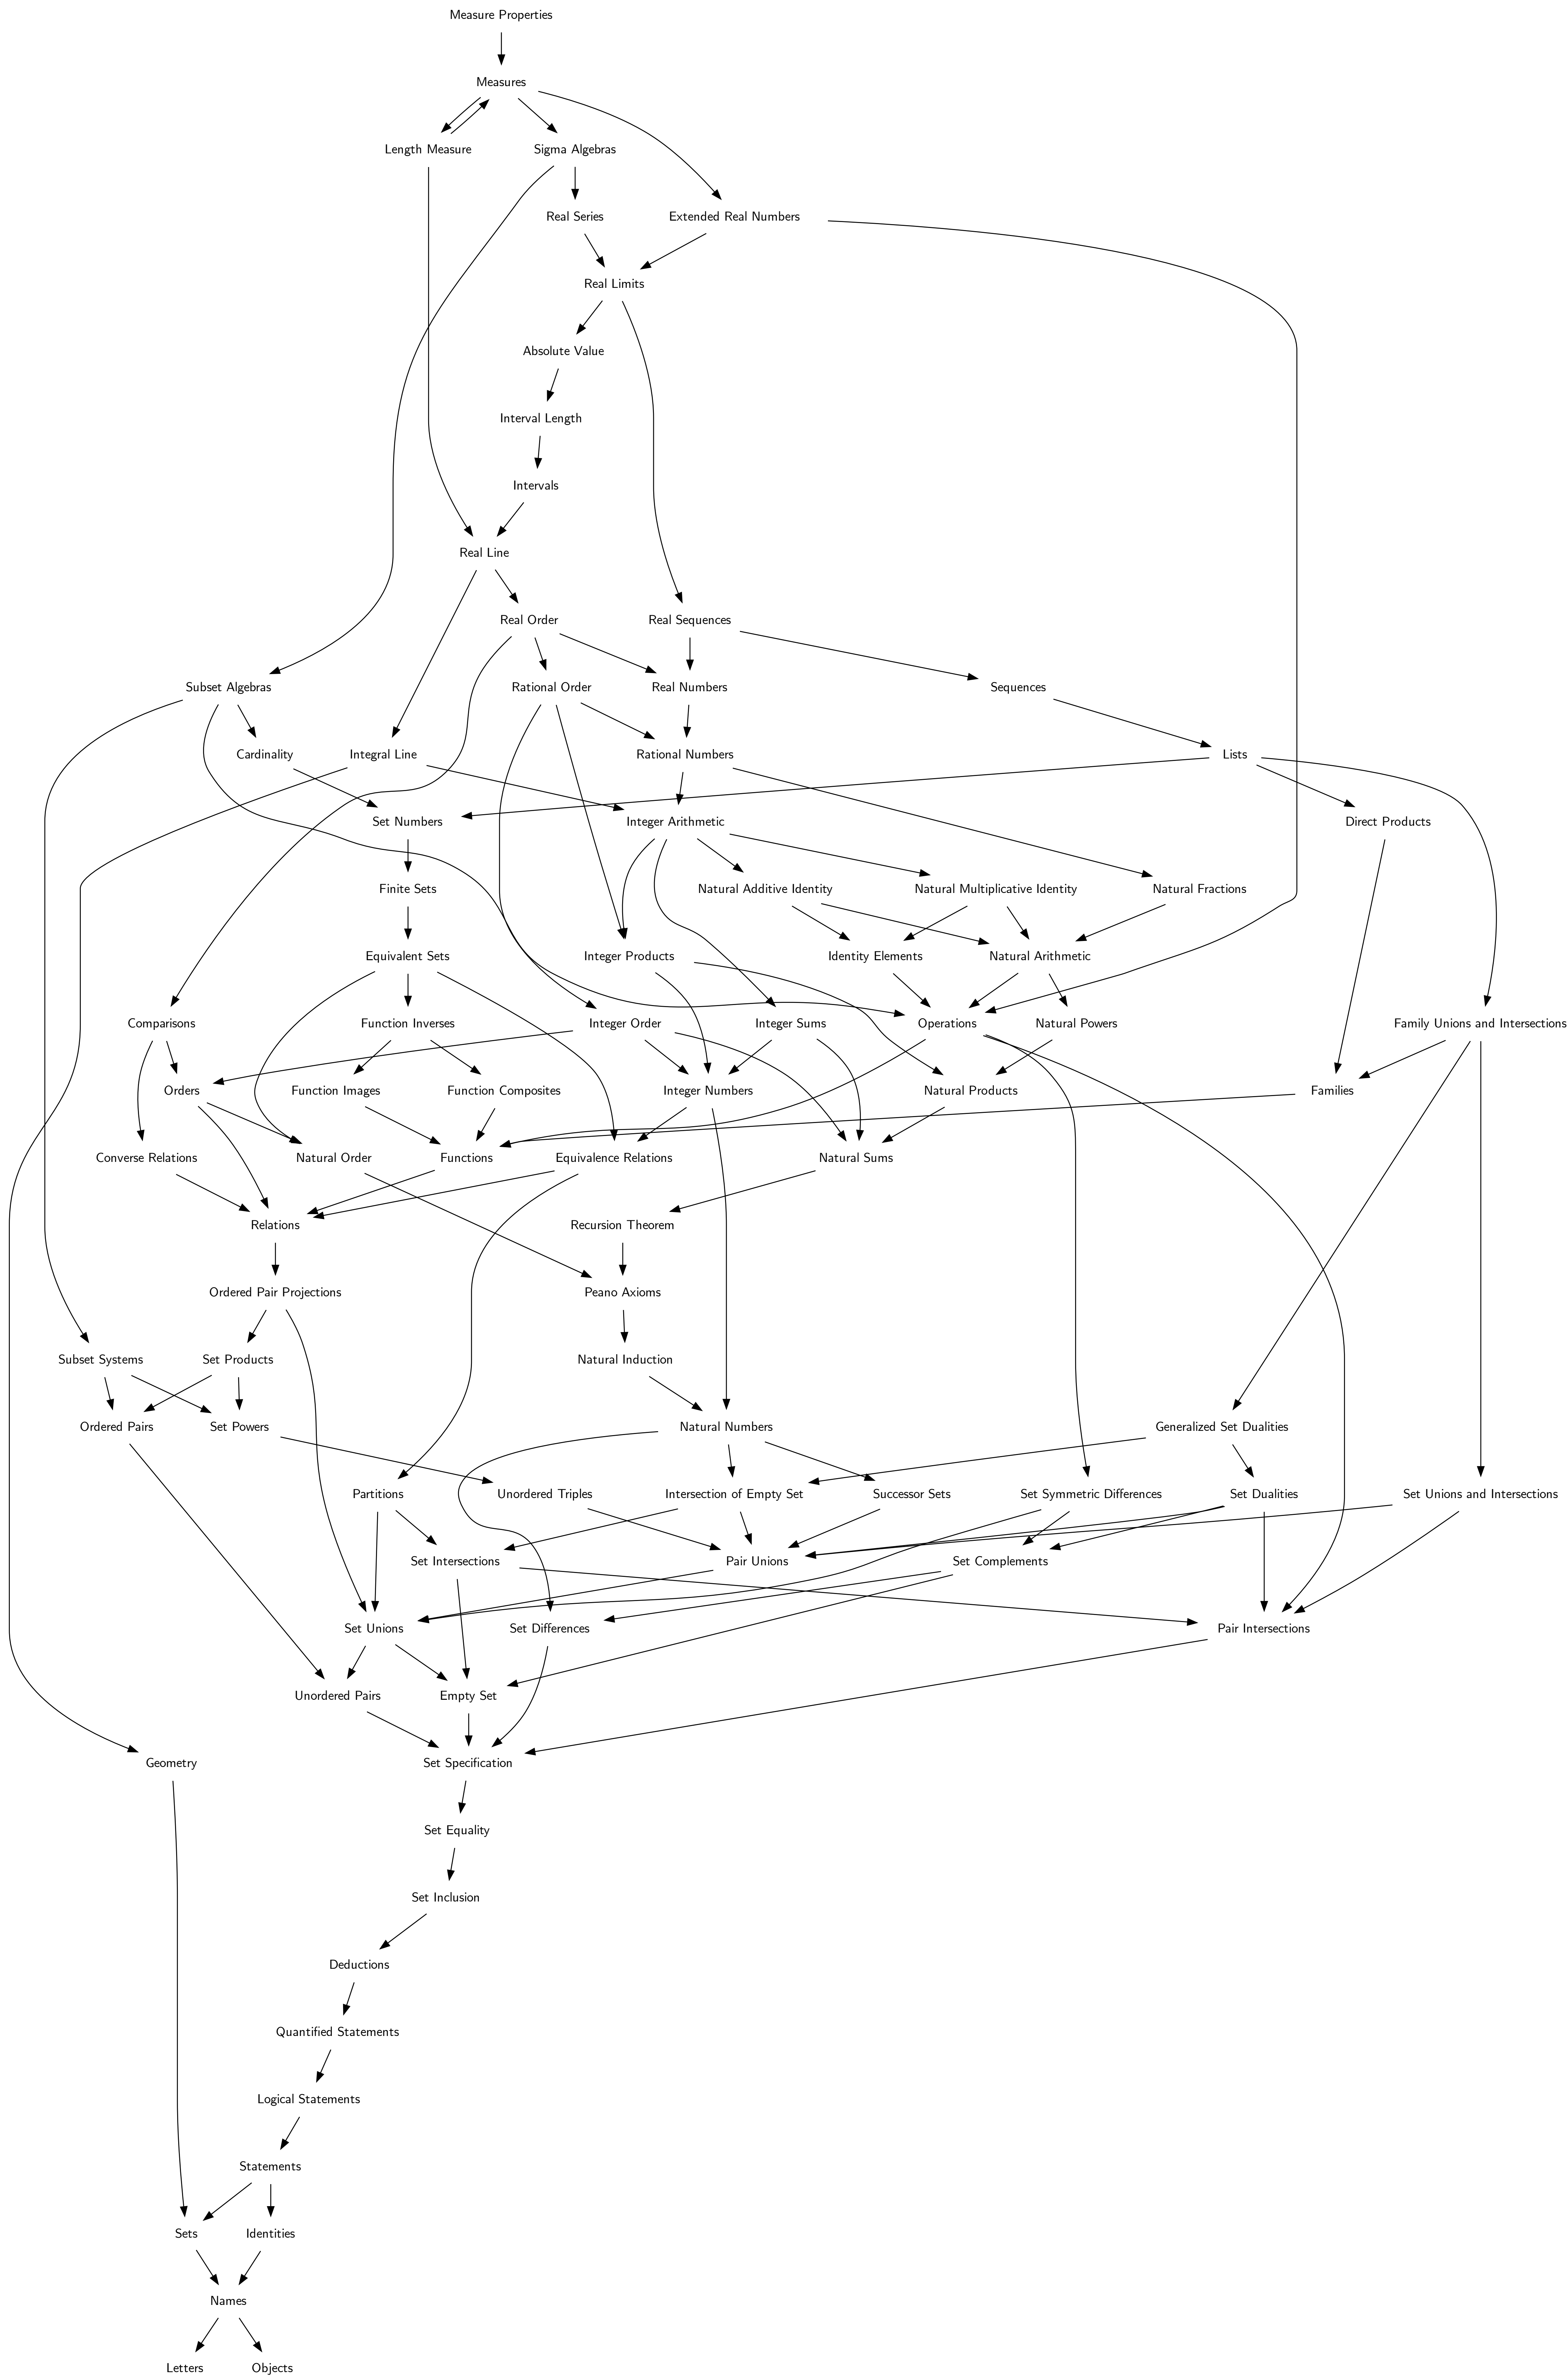 Measure Properties
Measures
Length Measure
Sigma Algebras
Real Series
Extended Real Numbers
Real Limits
Absolute Value
Interval Length
Intervals
Real Line
Real Order
Real Sequences
Subset Algebras
Rational Order
Real Numbers
Sequences
Cardinality
Integral Line
Rational Numbers
Lists
Set Numbers
Integer Arithmetic
Direct Products
Finite Sets
Natural Additive Identity
Natural Multiplicative Identity
Natural Fractions
Equivalent Sets
Integer Products
Identity Elements
Natural Arithmetic
Comparisons
Function Inverses
Integer Order
Integer Sums
Operations
Natural Powers
Family Unions and Intersections
Orders
Function Images
Function Composites
Integer Numbers
Natural Products
Families
Converse Relations
Natural Order
Functions
Equivalence Relations
Natural Sums
Relations
Recursion Theorem
Ordered Pair Projections
Peano Axioms
Subset Systems
Set Products
Natural Induction
Ordered Pairs
Set Powers
Natural Numbers
Generalized Set Dualities
Partitions
Unordered Triples
Intersection of Empty Set
Successor Sets
Set Symmetric Differences
Set Dualities
Set Unions and Intersections
Set Intersections
Pair Unions
Set Complements
Set Unions
Set Differences
Pair Intersections
Unordered Pairs
Empty Set
Geometry
Set Specification
Set Equality
Set Inclusion
Deductions
Quantified Statements
Logical Statements
Statements
Sets
Identities
Names
Letters
Objects